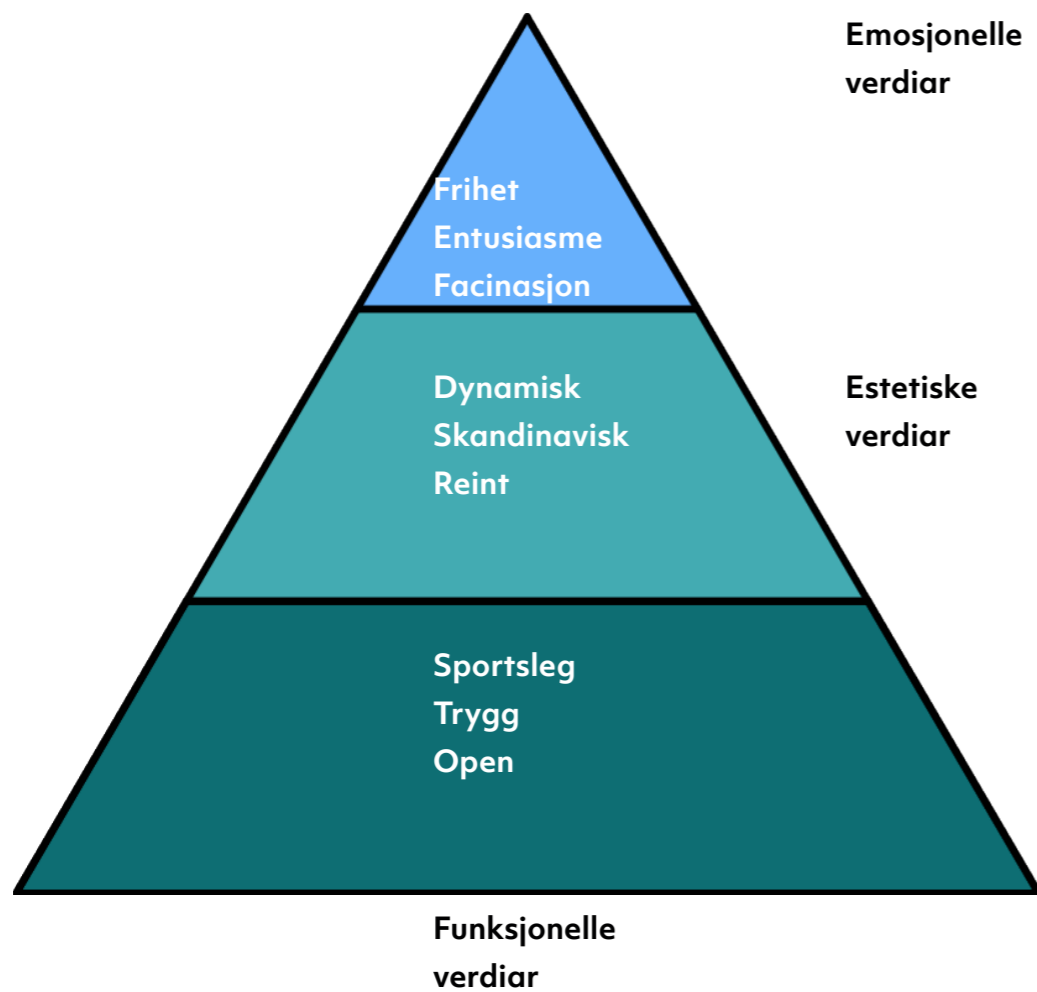 Emosjonelle
verdiar
Frihet
Entusiasme
Facinasjon
Dynamisk
Skandinavisk
Reint
Estetiske
verdiar
Sportsleg
Trygg
Open
Funksjonelle
verdiar